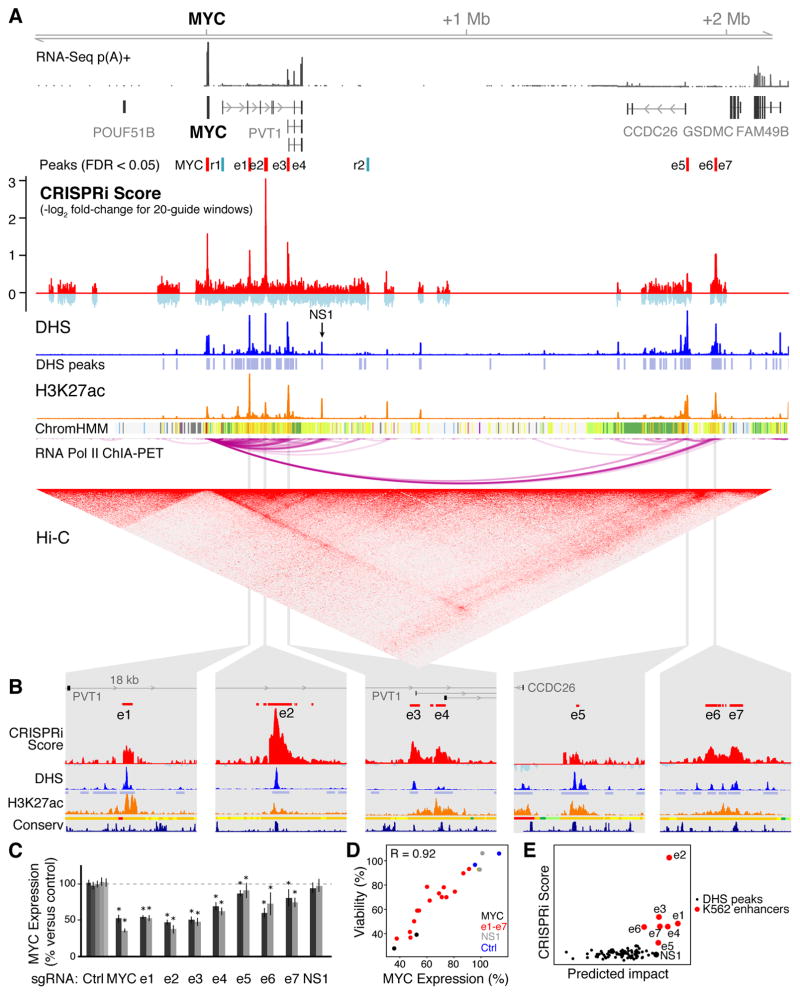 A
MYC +1 Mb +2 Mb
RNA-Seq p(A)+
POUF51B MYC PVT1 CCDC26 GSDMC FAM49B
Peaks (FDR < 0.05) MYC r1 e1 e2 e3 e4 r2 e5 e6 e7
3
CRISPRi Score
(-log2 fold-change for 20-guide windows)
2
1
0
NS1
DHS
DHS peaks
H3K27ac
ChromHMM
RNA Pol II ChIA-PET
Hi-C
B
18 kb
PVT1 PVT1 CCDC26
e1 e2 e3 e4 e5 e6 e7
CRISPRi
Score
DHS
H3K27ac
Conserv
C
MYC Expression
(% versus control)
100
50
0
* * * * * * * * * * * * * * *
sgRNA: Ctrl MYC e1 e2 e3 e4 e5 e6 e7 NS1
D
R = 0.92
Viability (%)
100
80
60
40
MYC
e1-e7
NS1
Ctrl
40 60 80 100
MYC Expression (%)
E
CRISPRi Score
e2
DHS peaks
K562 enhancers
e3
e1
e6 e7 e4
e5
NS1
Predicted impact